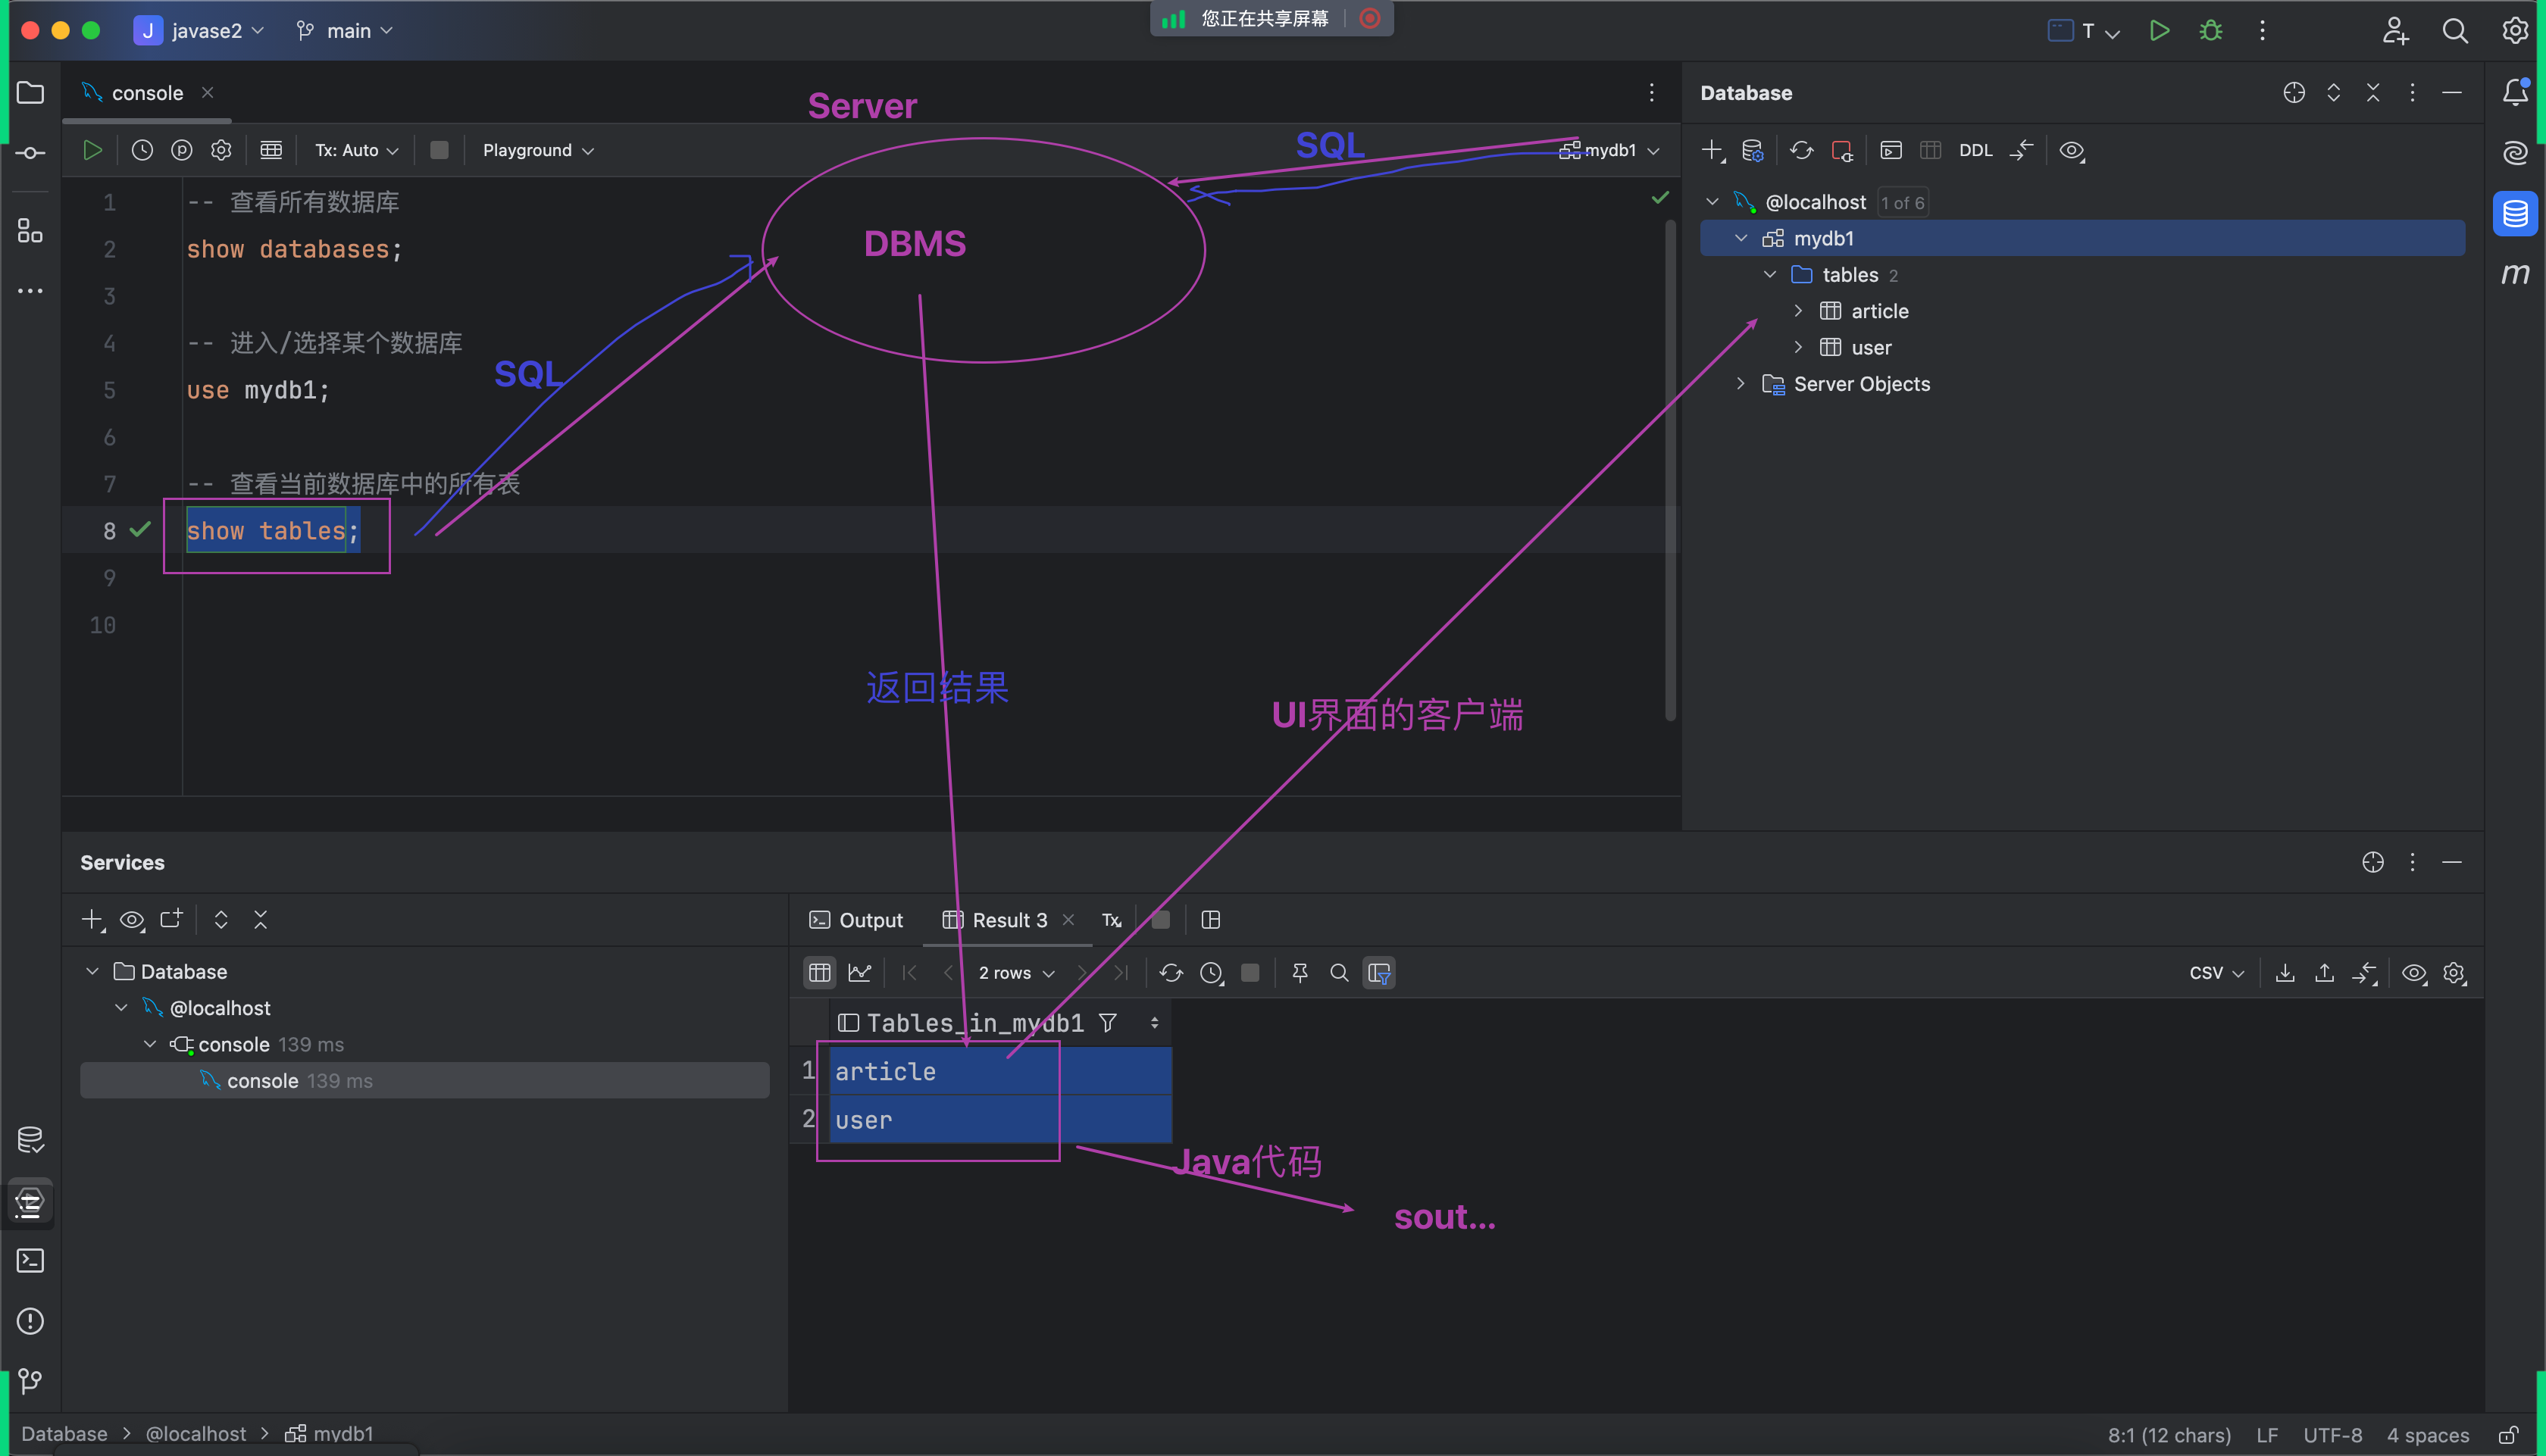 J javase2 main
您正在共享屏幕
T
console
Server
Database
Tx: Auto
Playground
SQL
mydb1
DDL
1 -- 查看所有数据库
2 show databases;
3
4 -- 进入/选择某个数据库
5 use mydb1;
6
7 -- 查看当前数据库中的所有表
8 show tables;
9
10
DBMS
SQL
返回结果
UI界面的客户端
@localhost 1 of 6
mydb1
tables 2
article
user
Server Objects
m
Services
Database
@localhost
console 139 ms
console 139 ms
Output
Result 3
Tx
2 rows
CSV
Tables_in_mydb1
1 article
2 user
Java代码
sout...
Database > @localhost > mydb1
8:1 (12 chars) LF UTF-8 4 spaces